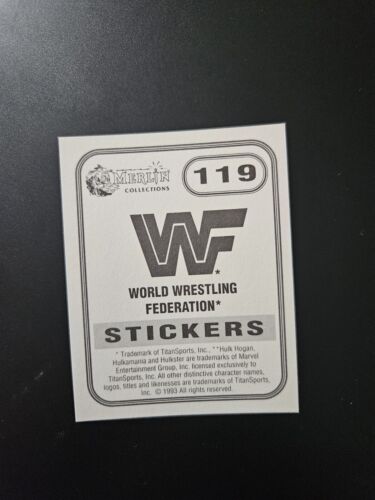 MERLIN
COLLECTIONS
119
WF
WORLD WRESTLING
FEDERATION*
STICKERS
* Trademark of TitanSports, Inc., **Hulk Hogan,
Hulkamania and Hulkster are trademarks of Marvel
Entertainment Group, Inc. licensed exclusively to
TitanSports, Inc. All other distinctive character names,
logos, titles and likenesses are trademarks of TitanSports,
Inc. © 1993 All rights reserved.